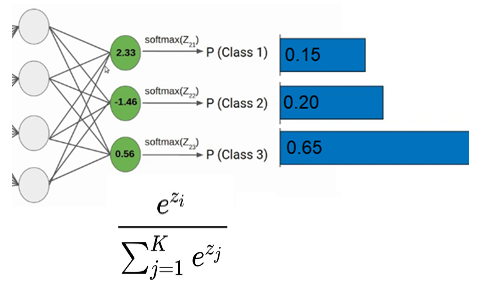 2.33 softmax(Z₂₁) P (Class 1) 0.15
-1.46 softmax(Z₂₂) P (Class 2) 0.20
0.56 softmax(Z₂₃) P (Class 3) 0.65
e^{z_i}
∑_{j=1}^{K} e^{z_j}